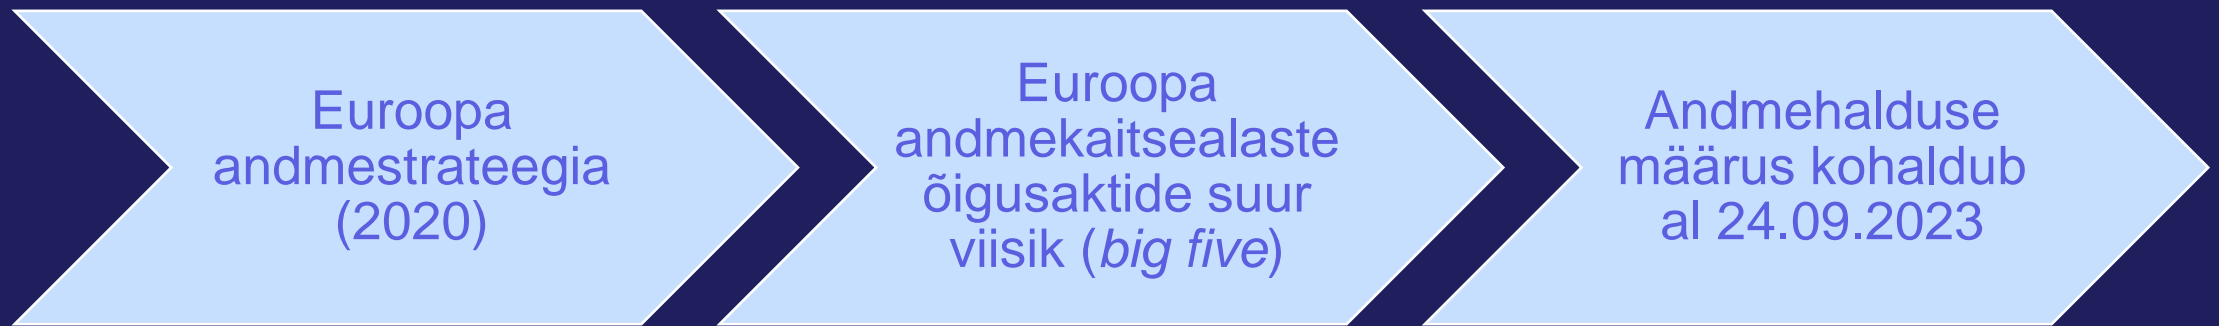 Euroopa
andmestrateegia
(2020)
Euroopa
andmekaitsealaste
õigusaktide suur
viisik (big five)
Andmehalduse
määrus kohaldub
al 24.09.2023